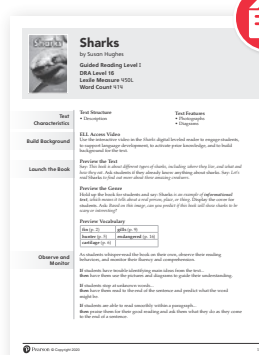 Sharks
Sharks
by Susan Hughes
Guided Reading Level I
DRA Level 16
Lexile Measure 450L
Word Count 414
Text
Characteristics
Text Structure
• Description
Text Features
• Photographs
• Diagrams
Build Background
ELL Access Video
Use the interactive video in the Sharks digital leveled reader to engage students,
to support language development, to activate prior knowledge, and to build
background for the text.
Launch the Book
Preview the Text
Say: This book is about different types of sharks, including where they live, and what and
how they eat. Ask students if they already know anything about sharks. Say: Let's
read Sharks to find out more about these amazing creatures.
Preview the Genre
Hold up the book for students and say: Sharks is an example of informational
text, which means it tells about a real person, place, or thing. Display the cover for
students. Ask: Based on this image, can you predict if this book will show sharks to be
scary or interesting?
Preview Vocabulary
fin (p. 2) gills (p. 9)
hunter (p. 3) endangered (p. 16)
cartilage (p. 6)
Observe and
Monitor
As students whisper-read the book on their own, observe their reading
behaviors, and monitor their fluency and comprehension.
If students have trouble identifying main ideas from the text...
then have them use the pictures and diagrams to guide their understanding.
If students stop at unknown words...
then have them read to the end of the sentence and predict what the word
might be.
If students are able to read smoothly within a paragraph...
then praise them for their good reading and ask them what they do as they come
to the end of a sentence.
Pearson © Copyright 2020